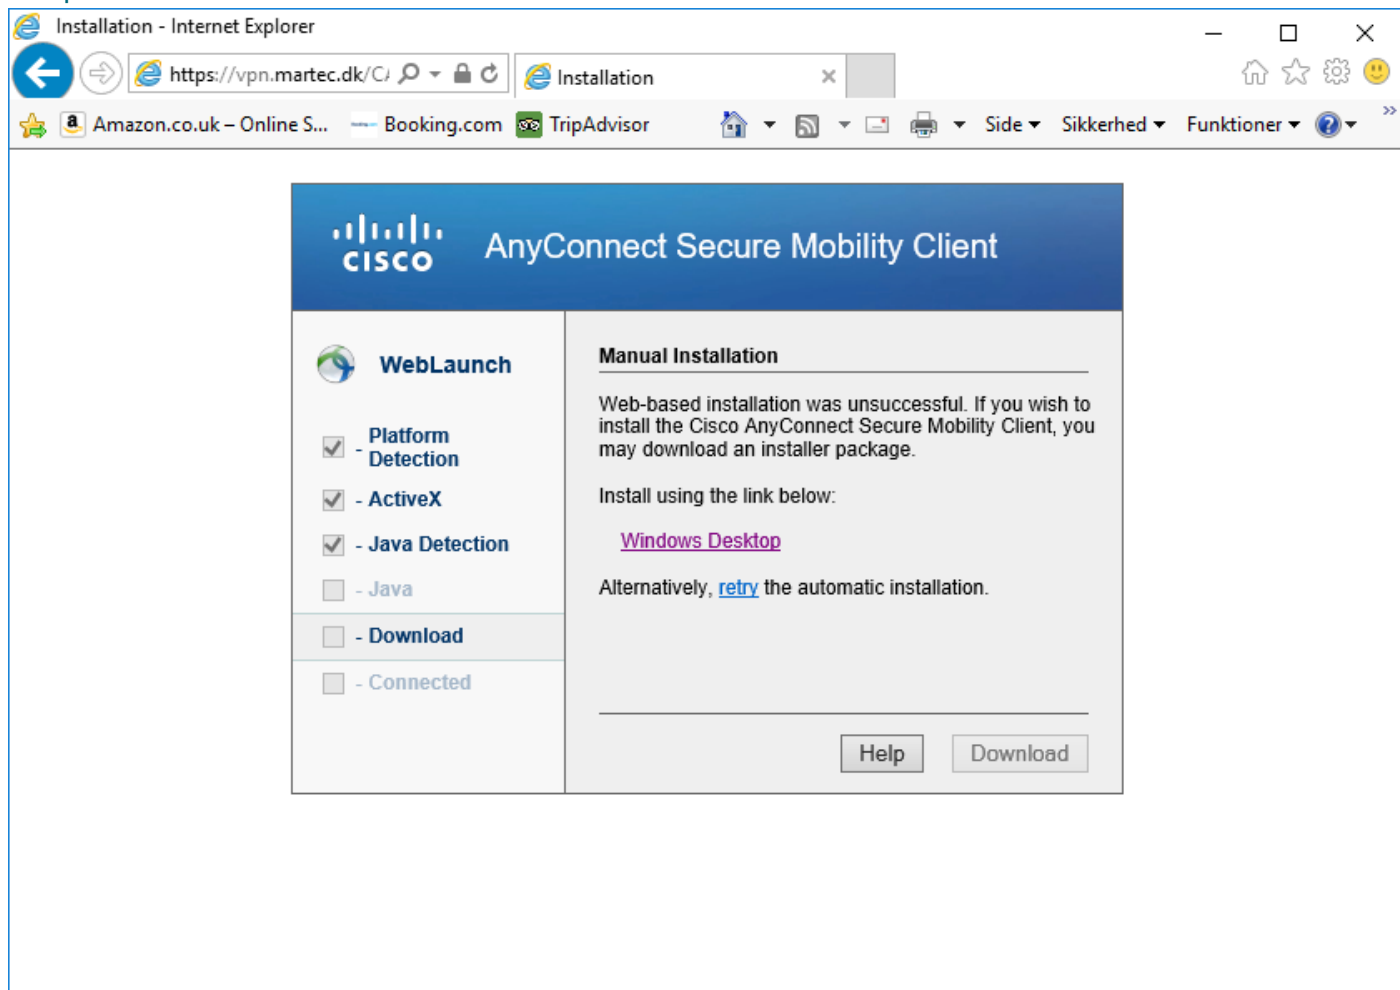 Installation - Internet Explorer
https://vpn.martec.dk/C
Installation
Amazon.co.uk – Online S...
Booking.com
TripAdvisor
Side
Sikkerhed
Funktioner
CISCO
AnyConnect Secure Mobility Client
WebLaunch
- Platform
Detection
- ActiveX
- Java Detection
- Java
- Download
- Connected
Manual Installation
Web-based installation was unsuccessful. If you wish to
install the Cisco AnyConnect Secure Mobility Client, you
may download an installer package.
Install using the link below:
Windows Desktop
Alternatively, retry the automatic installation.
Help
Download